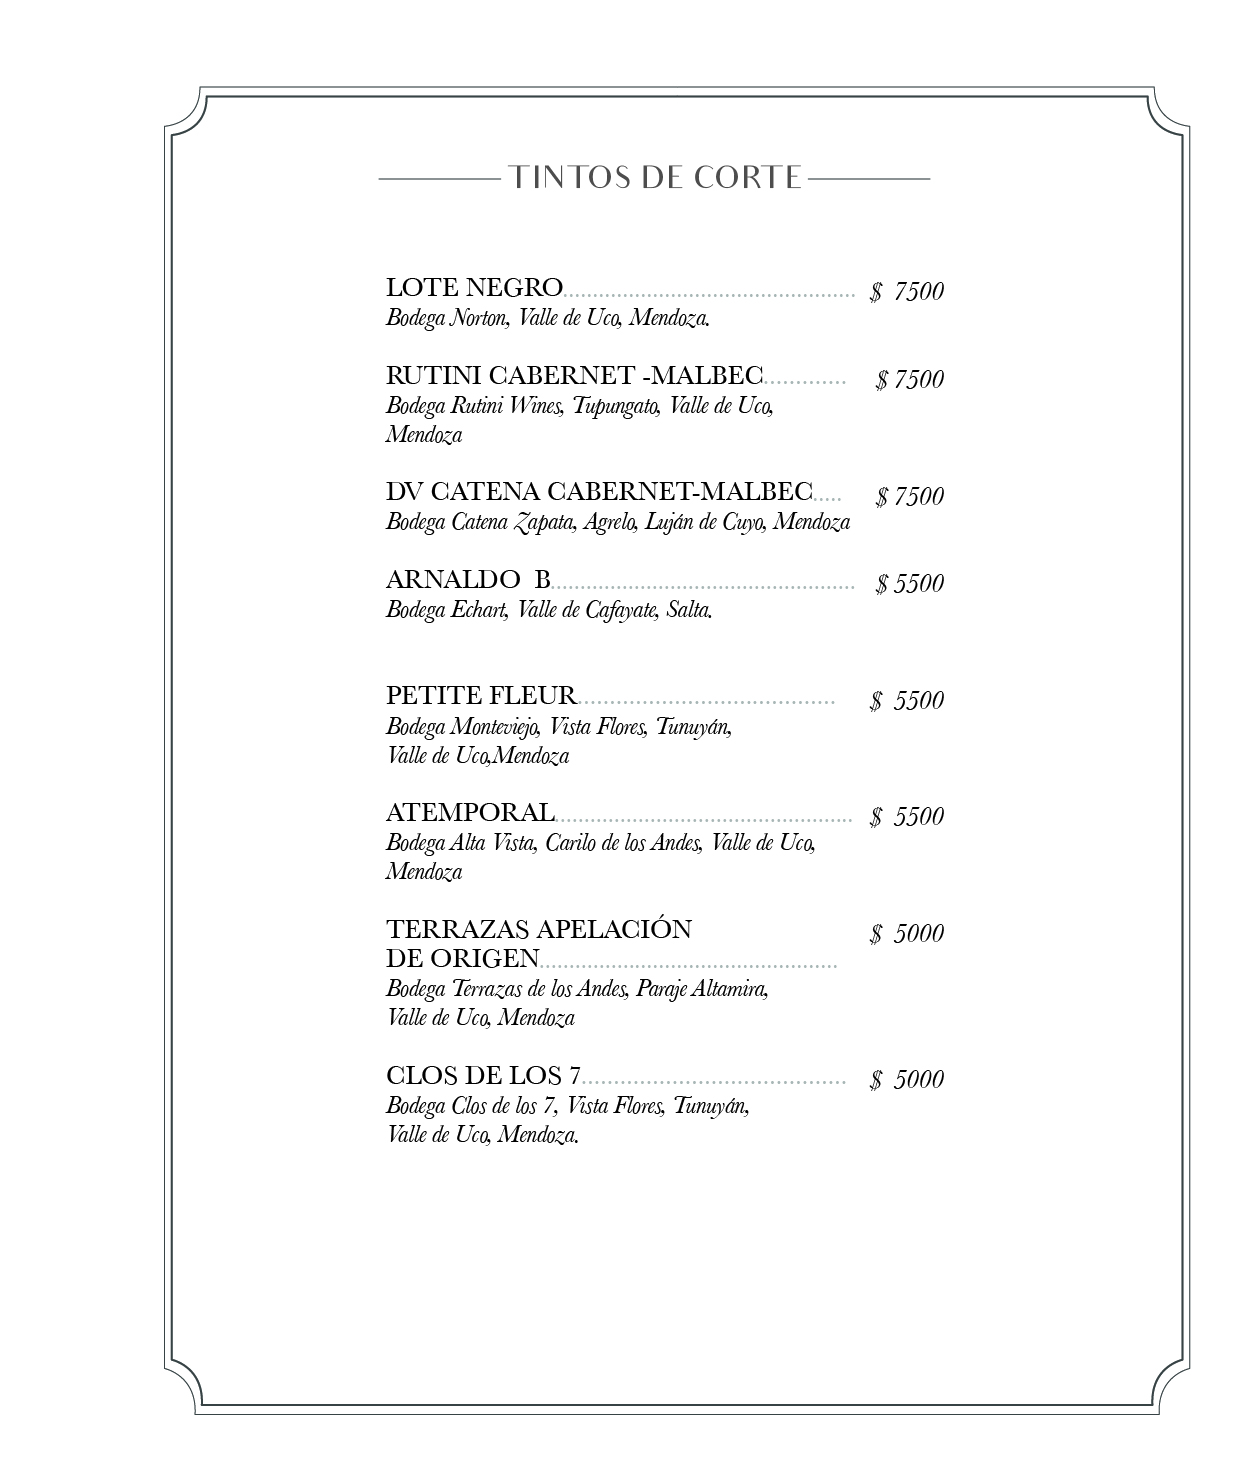 TINTOS DE CORTE
LOTE NEGRO.................................................. $ 7500
Bodega Norton, Valle de Uco, Mendoza.
RUTINI CABERNET -MALBEC.............. $ 7500
Bodega Rutini Wines, Tupungato, Valle de Uco,
Mendoza
DV CATENA CABERNET-MALBEC..... $ 7500
Bodega Catena Zapata, Agrelo, Luján de Cuyo, Mendoza
ARNALDO  B.................................................... $ 5500
Bodega Echart, Valle de Cafayate, Salta.
PETITE FLEUR............................................ $ 5500
Bodega Monteviejo, Vista Flores, Tunuyán,
Valle de Uco,Mendoza
ATEMPORAL................................................... $ 5500
Bodega Alta Vista, Carilo de los Andes, Valle de Uco,
Mendoza
TERRAZAS APELACIÓN $ 5000
DE ORIGEN...................................................
Bodega Terrazas de los Andes, Paraje Altamira,
Valle de Uco, Mendoza
CLOS DE LOS 7............................................. $ 5000
Bodega Clos de los 7, Vista Flores, Tunuyán,
Valle de Uco, Mendoza.